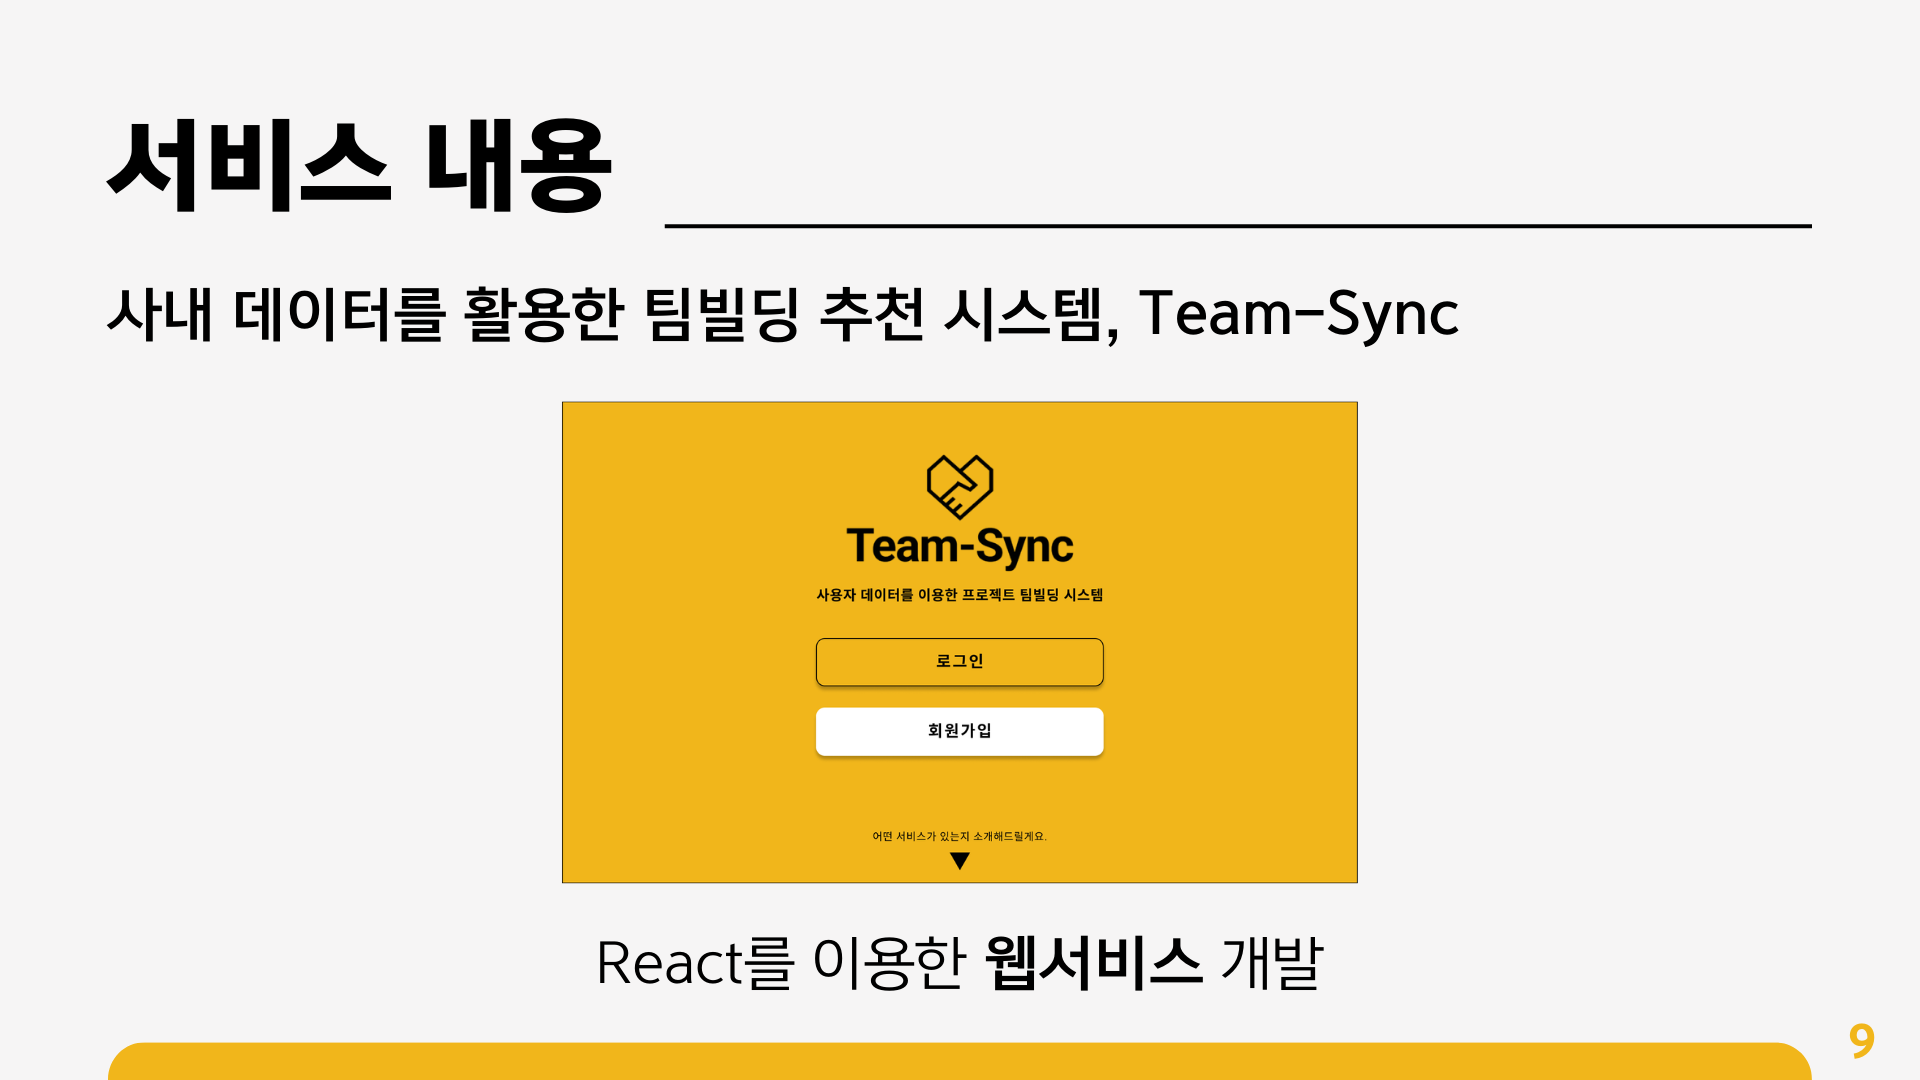 서비스 내용
사내 데이터를 활용한 팀빌딩 추천 시스템, Team-Sync
Team-Sync
사용자 데이터를 이용한 프로젝트 팀빌딩 시스템
로그인
회원가입
어떤 서비스가 있는지 소개해드릴게요.
React를 이용한 웹서비스 개발
9